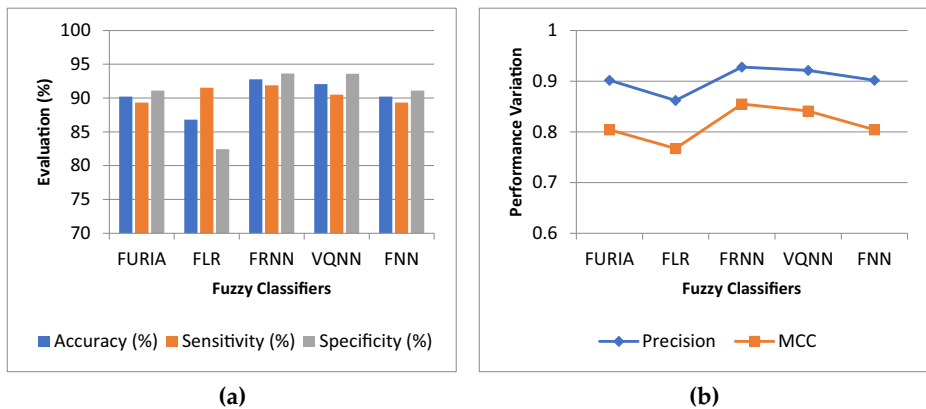 100
95
90
85
80
75
70
Evaluation (%)
FURIA FLR FRNN VQNN FNN
Fuzzy Classifiers
Accuracy (%) Sensitivity (%) Specificity (%)
(a)
1
0.9
0.8
0.7
0.6
Performance Variation
FURIA FLR FRNN VQNN FNN
Fuzzy Classifiers
Precision MCC
(b)